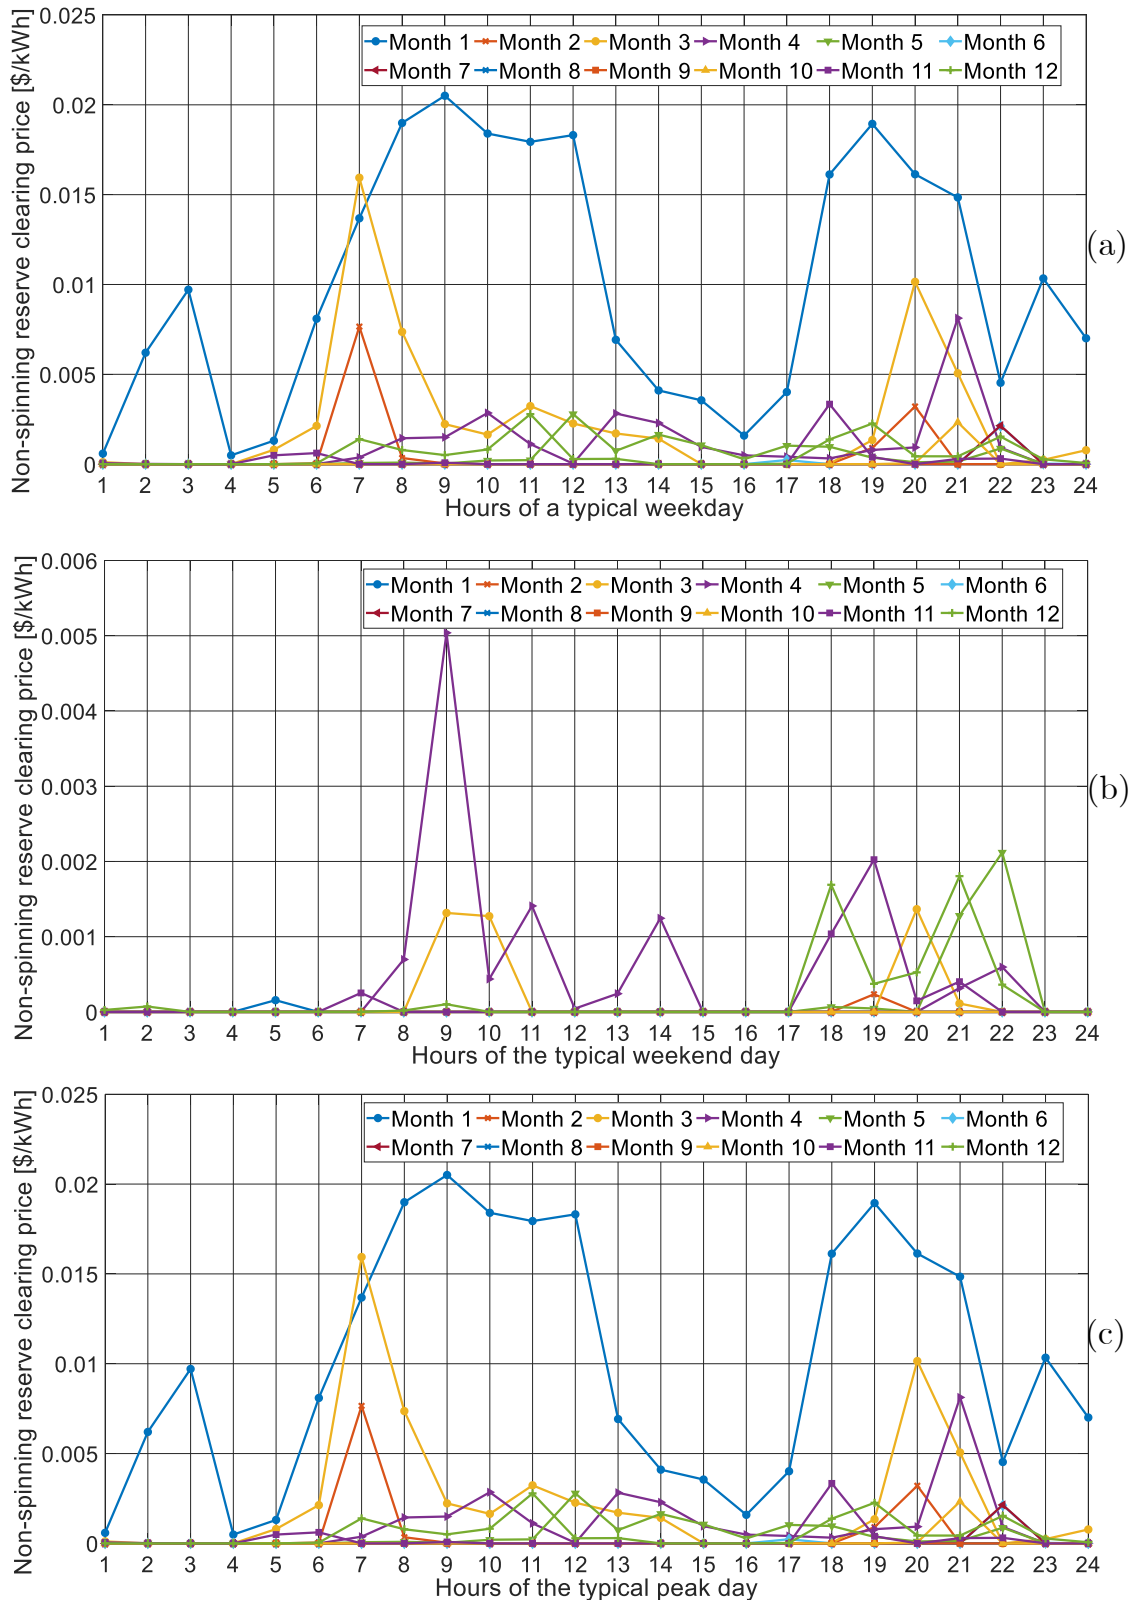 Non-spinning reserve clearing price [$/kWh]
0.025
0.02
0.015
0.01
0.005
0
Month 1 Month 2 Month 3 Month 4 Month 5 Month 6
Month 7 Month 8 Month 9 Month 10 Month 11 Month 12
(a)
1 2 3 4 5 6 7 8 9 10 11 12 13 14 15 16 17 18 19 20 21 22 23 24
Hours of a typical weekday
Non-spinning reserve clearing price [$/kWh]
0.006
0.005
0.004
0.003
0.002
0.001
0
Month 1 Month 2 Month 3 Month 4 Month 5 Month 6
Month 7 Month 8 Month 9 Month 10 Month 11 Month 12
(b)
1 2 3 4 5 6 7 8 9 10 11 12 13 14 15 16 17 18 19 20 21 22 23 24
Hours of the typical weekend day
Non-spinning reserve clearing price [$/kWh]
0.025
0.02
0.015
0.01
0.005
0
Month 1 Month 2 Month 3 Month 4 Month 5 Month 6
Month 7 Month 8 Month 9 Month 10 Month 11 Month 12
(c)
1 2 3 4 5 6 7 8 9 10 11 12 13 14 15 16 17 18 19 20 21 22 23 24
Hours of the typical peak day